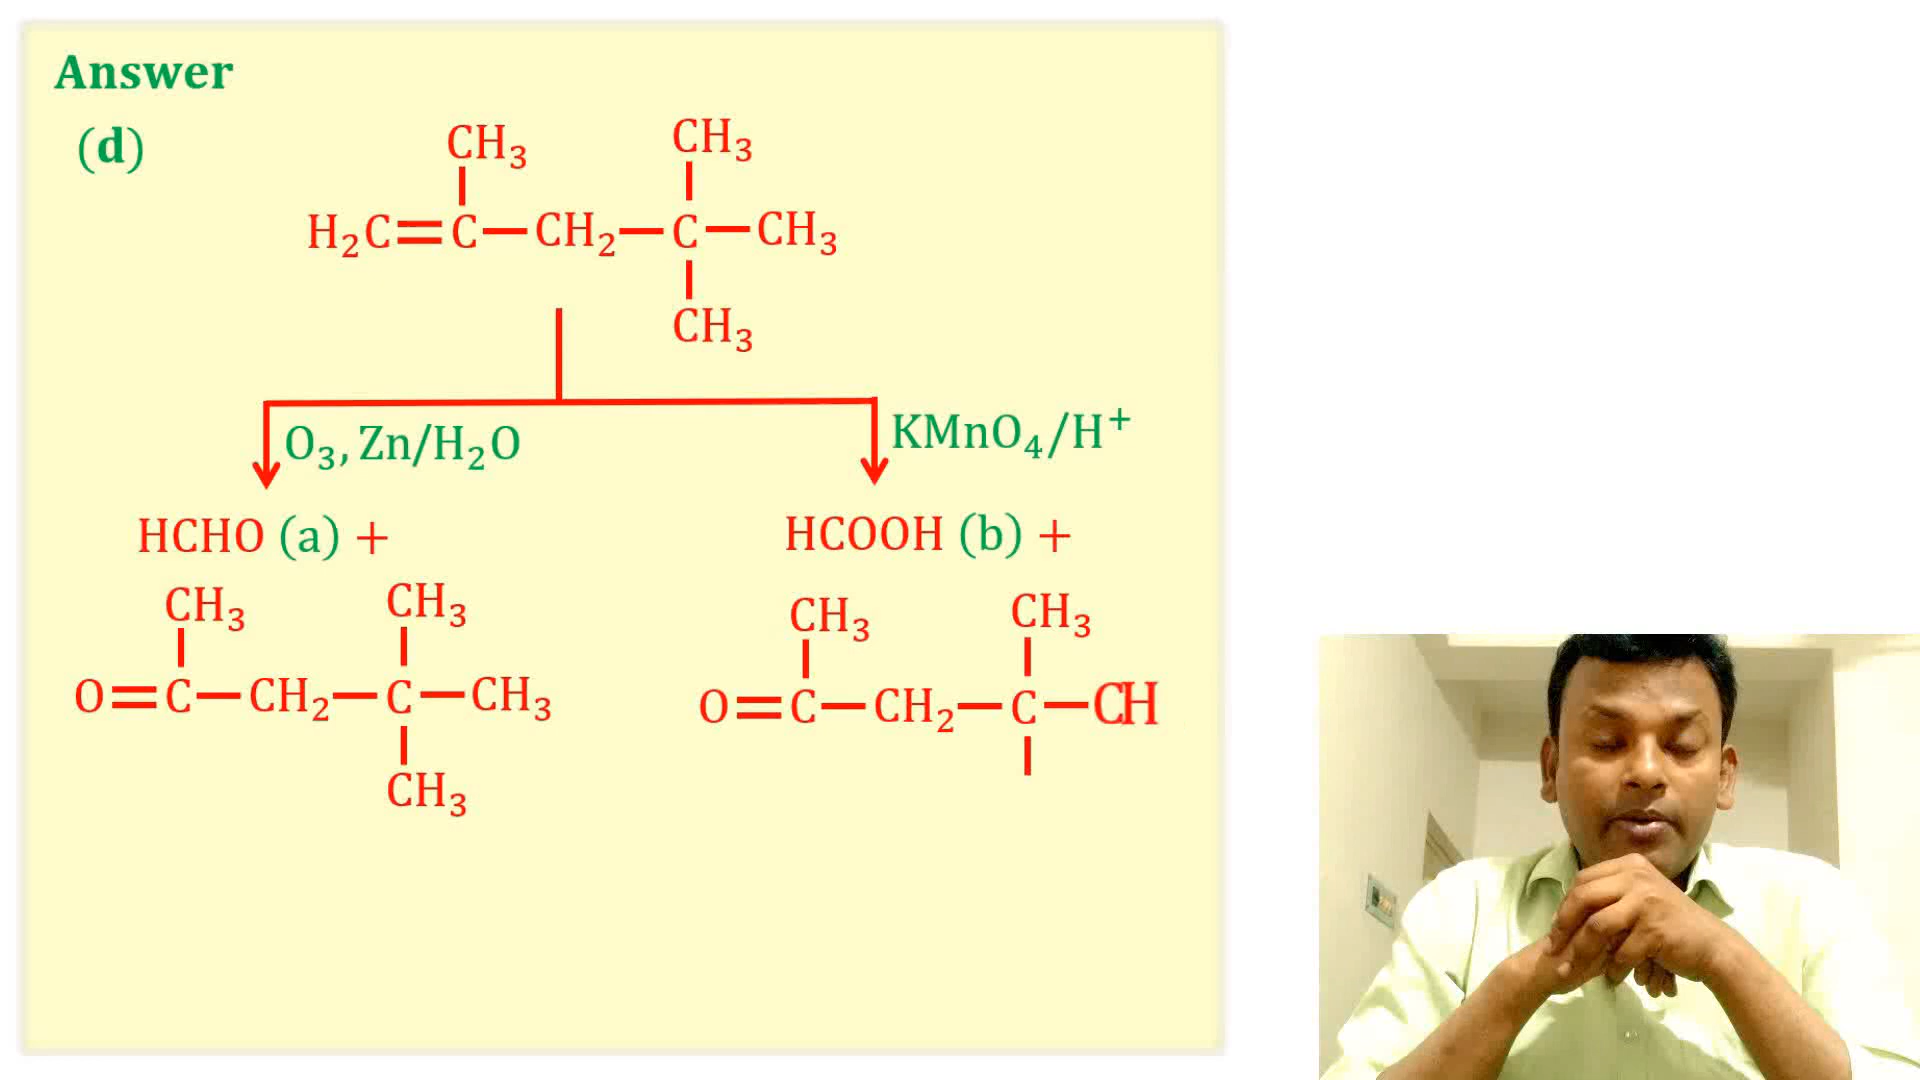 Answer
(d)
CH₃ CH₃
H₂C=C—CH₂—C—CH₃
CH₃
O₃, Zn/H₂O KMnO₄/H⁺
HCHO (a) + HCOOH (b) +
CH₃ CH₃ CH₃ CH₃
O=C—CH₂—C—CH₃ O=C—CH₂—C—CH
CH₃